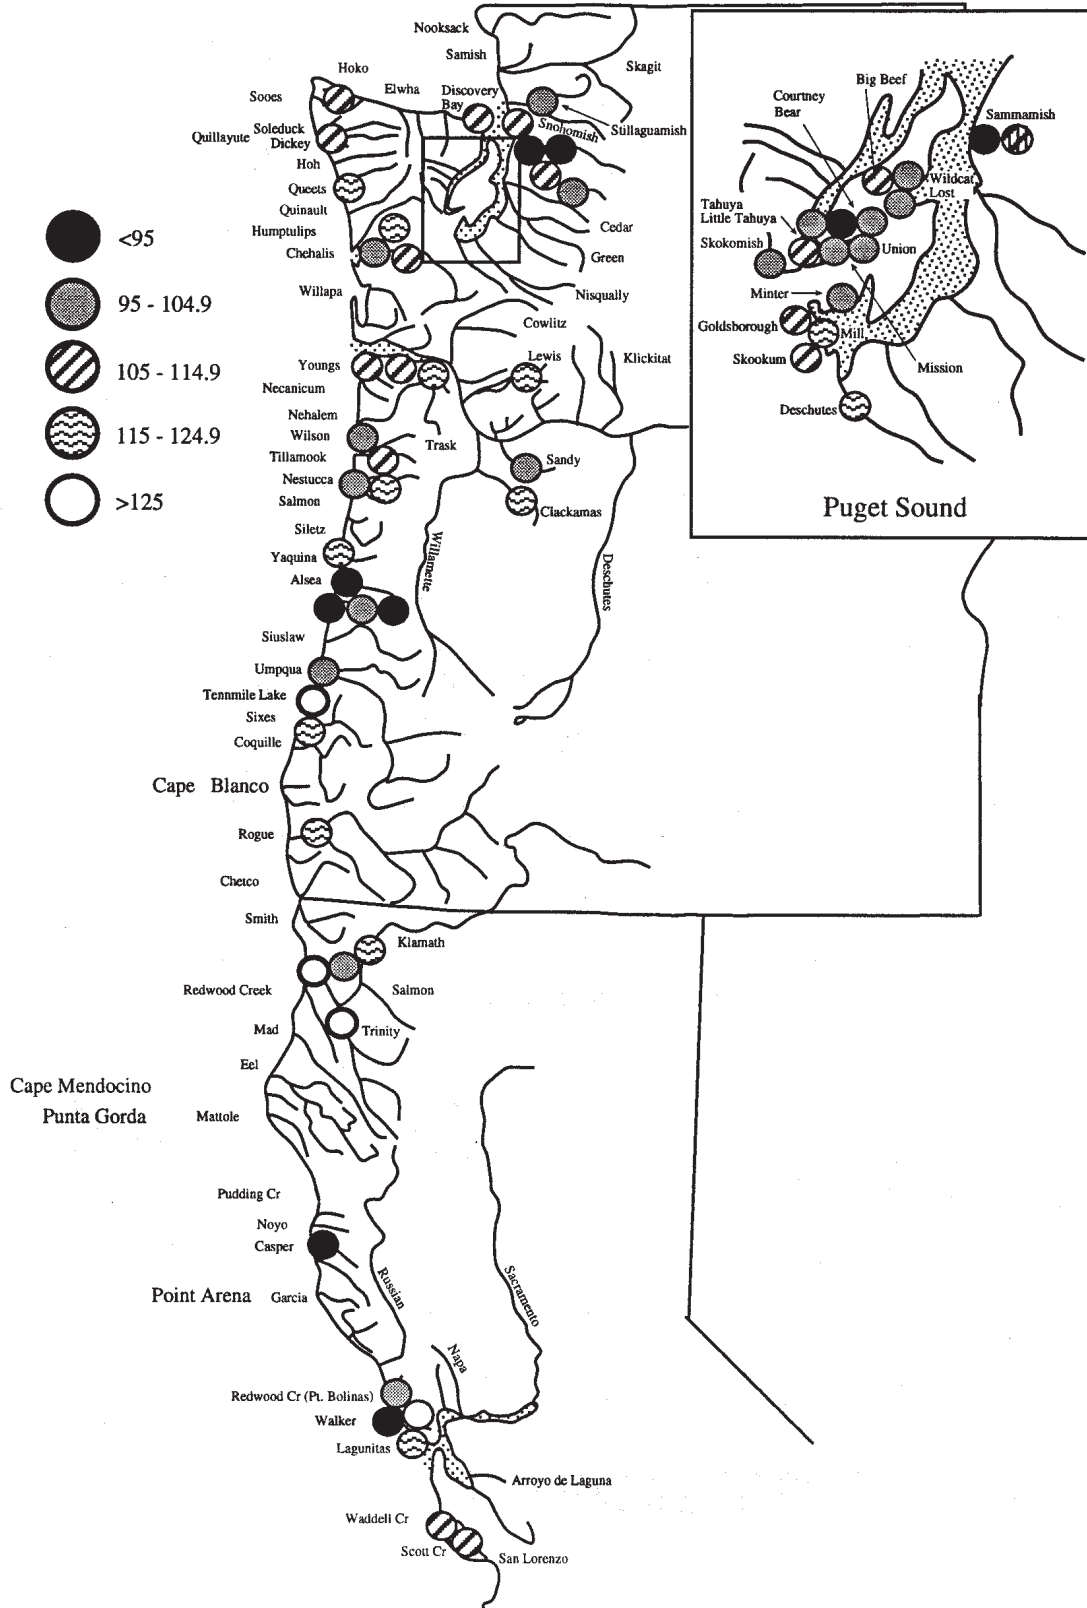 Nooksack
Samish
Skagit
Hoko
Elwha
Discovery
Bay
Sooes
Snohomish
Stillaguamish
Quillayute
Soleduck
Dickey
Hoh
Queets
Quinault
Humptulips
Chehalis
Cedar
Green
Nisqually
Willapa
Cowlitz
Lewis
Klickitat
Youngs
Necanicum
Nehalem
Wilson
Trask
Tillamook
Nestucca
Salmon
Sandy
Clackamas
Siletz
Yaquina
Willamette
Deschutes
Alsea
Siuslaw
Umpqua
Tennmile Lake
Sixes
Coquille
Cape Blanco
Rogue
Chetco
Smith
Klamath
Redwood Creek
Salmon
Mad
Trinity
Eel
Cape Mendocino
Punta Gorda
Mattole
Pudding Cr
Noyo
Casper
Point Arena
Garcia
Russian
Sacramento
Napa
Redwood Cr (Pt. Bolinas)
Walker
Lagunitas
Arroyo de Laguna
Waddell Cr
Scott Cr
San Lorenzo
<95
95 - 104.9
105 - 114.9
115 - 124.9
>125
Big Beef
Courtney
Bear
Sammamish
Wildcat
Lost
Tahuya
Little Tahuya
Skokomish
Union
Minter
Goldsborough
Mill
Skookum
Mission
Deschutes
Puget Sound